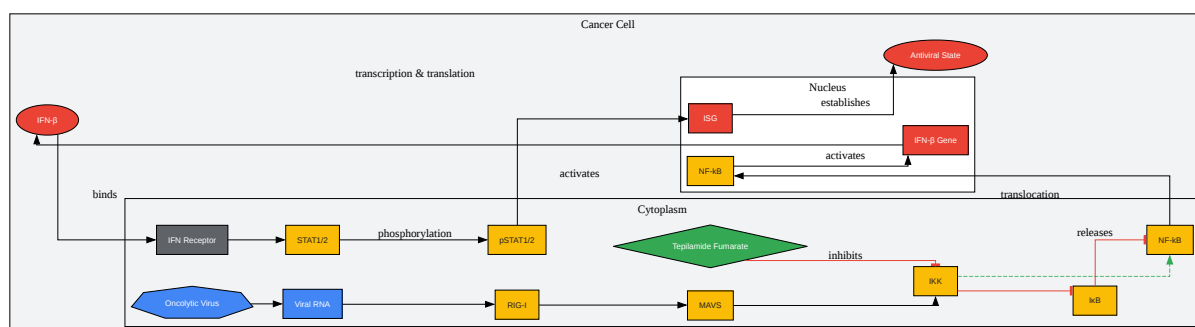 Cancer Cell
Antiviral State
transcription & translation
Nucleus
establishes
ISG
IFN-β
IFN-β Gene
activates
NF-kB
activates
binds
translocation
Cytoplasm
IFN Receptor
STAT1/2
phosphorylation
pSTAT1/2
Tepilamide Fumarate
inhibits
releases
NF-kB
IKK
Oncolytic Virus
Viral RNA
RIG-I
MAVS
IκB